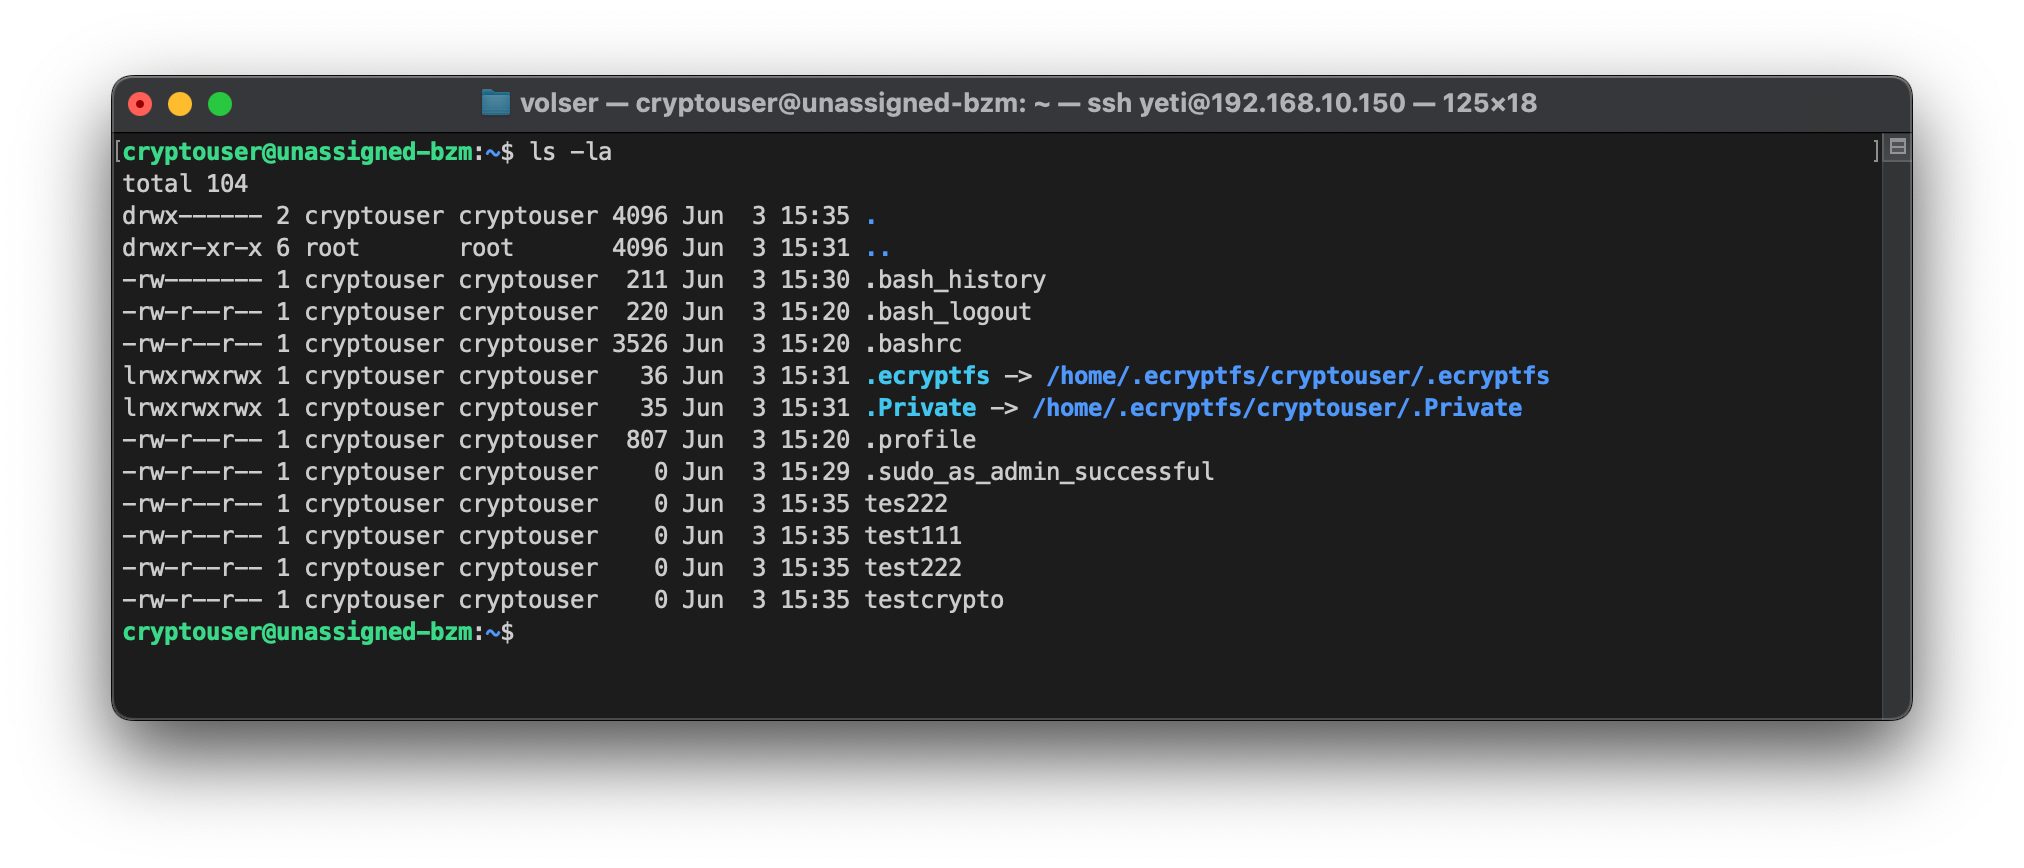 volser — cryptouser@unassigned-bzm: ~ — ssh yeti@192.168.10.150 — 125×18
[cryptouser@unassigned-bzm:~$ ls -la ]
total 104
drwx------ 2 cryptouser cryptouser 4096 Jun  3 15:35 .
drwxr-xr-x 6 root       root       4096 Jun  3 15:31 ..
-rw------- 1 cryptouser cryptouser  211 Jun  3 15:30 .bash_history
-rw-r--r-- 1 cryptouser cryptouser  220 Jun  3 15:20 .bash_logout
-rw-r--r-- 1 cryptouser cryptouser 3526 Jun  3 15:20 .bashrc
lrwxrwxrwx 1 cryptouser cryptouser   36 Jun  3 15:31 .ecryptfs -> /home/.ecryptfs/cryptouser/.ecryptfs
lrwxrwxrwx 1 cryptouser cryptouser   35 Jun  3 15:31 .Private -> /home/.ecryptfs/cryptouser/.Private
-rw-r--r-- 1 cryptouser cryptouser  807 Jun  3 15:20 .profile
-rw-r--r-- 1 cryptouser cryptouser    0 Jun  3 15:29 .sudo_as_admin_successful
-rw-r--r-- 1 cryptouser cryptouser    0 Jun  3 15:35 tes222
-rw-r--r-- 1 cryptouser cryptouser    0 Jun  3 15:35 test111
-rw-r--r-- 1 cryptouser cryptouser    0 Jun  3 15:35 test222
-rw-r--r-- 1 cryptouser cryptouser    0 Jun  3 15:35 testcrypto
cryptouser@unassigned-bzm:~$